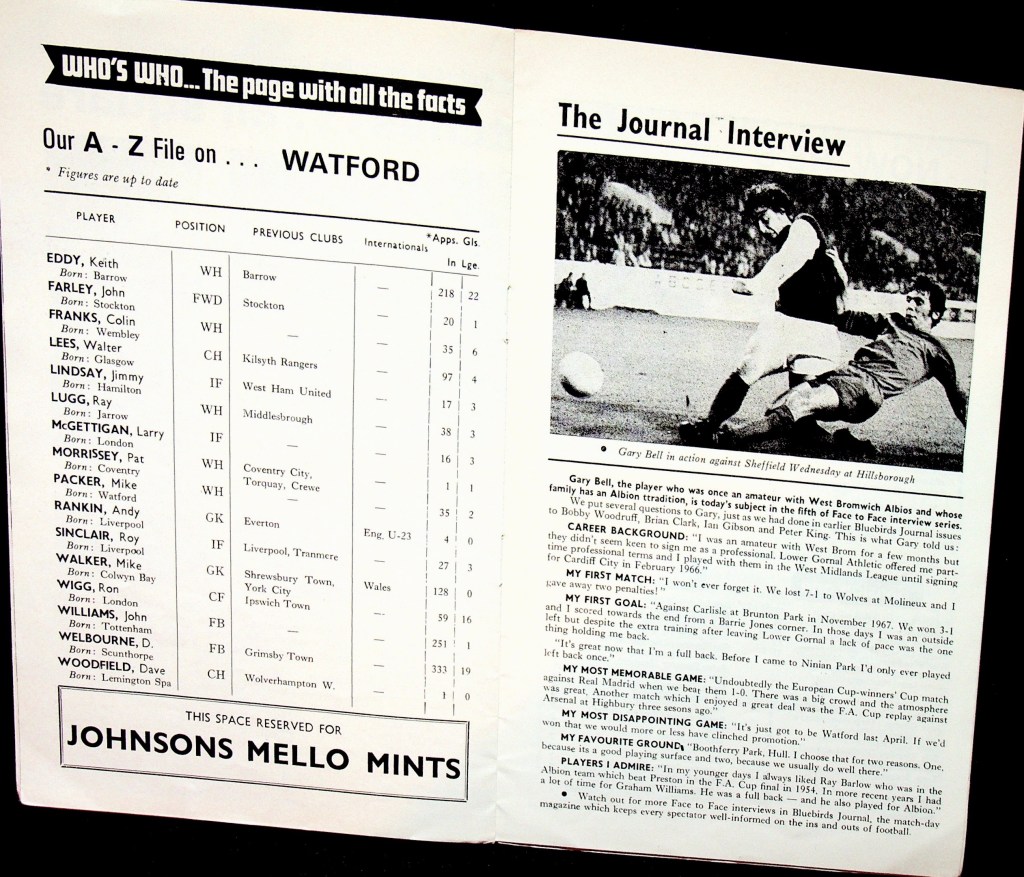 WHO'S WHO...The page with all the facts
Our A - Z File on . . . WATFORD
* Figures are up to date
PLAYER POSITION PREVIOUS CLUBS Internationals *Apps. Gls.
In Lge.
EDDY, Keith WH Barrow — 218 22
Born: Barrow
FARLEY, John FWD Stockton — 20 1
Born: Stockton
FRANKS, Colin WH — — 35 6
Born: Wembley
LEES, Walter CH Kilsyth Rangers — 97 4
Born: Glasgow
LINDSAY, Jimmy IF West Ham United — 17 3
Born: Hamilton
LUGG, Ray WH Middlesbrough — 38 3
Born: Jarrow
McGETTIGAN, Larry IF — — 16 3
Born: London
MORRISSEY, Pat WH Coventry City, — 1 1
Born: Coventry Torquay, Crewe
PACKER, Mike WH — — 35 2
Born: Watford
RANKIN, Andy GK Everton Eng. U-23 4 0
Born: Liverpool
SINCLAIR, Roy IF Liverpool, Tranmere — 27 3
Born: Liverpool
WALKER, Mike GK Shrewsbury Town, Wales 128 0
Born: Colwyn Bay York City
WIGG, Ron CF Ipswich Town — 59 16
Born: London
WILLIAMS, John FB — — 251 1
Born: Tottenham
WELBOURNE, D. FB Grimsby Town — 333 19
Born: Scunthorpe
WOODFIELD, Dave CH Wolverhampton W. — 1 0
Born: Lemington Spa
THIS SPACE RESERVED FOR
JOHNSONS MELLO MINTS
The Journal Interview
• Gary Bell in action against Sheffield Wednesday at Hillsborough
Gary Bell, the player who was once an amateur with West Bromwich Albios and whose
family has an Albion ttradition, is today's subject in the fifth of Face to Face interview series.
We put several questions to Gary, just as we had done in earlier Bluebirds Journal issues
to Bobby Woodruff, Brian Clark, Ian Gibson and Peter King. This is what Gary told us:
CAREER BACKGROUND: "I was an amateur with West Brom for a few months but
they didn't seem keen to sign me as a professional. Lower Gornal Athletic offered me part-
time professional terms and I played with them in the West Midlands League until signing
for Cardiff City in February 1966."
MY FIRST MATCH: "I won't ever forget it. We lost 7-1 to Wolves at Molineux and I
gave away two penalties!"
MY FIRST GOAL: "Against Carlisle at Brunton Park in November 1967. We won 3-1
and I scored towards the end from a Barrie Jones corner. In those days I was an outside
left but despite the extra training after leaving Lower Gornal a lack of pace was the one
thing holding me back.
"It's great now that I'm a full back. Before I came to Ninian Park I'd only ever played
left back once."
MY MOST MEMORABLE GAME: "Undoubtedly the European Cup-winners' Cup match
against Real Madrid when we beat them 1-0. There was a big crowd and the atmosphere
was great. Another match which I enjoyed a great deal was the F.A. Cup replay against
Arsenal at Highbury three sesons ago."
MY MOST DISAPPOINTING GAME: "It's just got to be Watford last April. If we'd
won that we would more or less have clinched promotion."
MY FAVOURITE GROUND: "Boothferry Park, Hull. I choose that for two reasons. One,
because its a good playing surface and two, because we usually do well there."
PLAYERS I ADMIRE: "In my younger days I always liked Ray Barlow who was in the
Albion team which beat Preston in the F.A. Cup final in 1954. In more recent years I had
a lot of time for Graham Williams. He was a full back — and he also played for Albion."
• Watch out for more Face to Face interviews in Bluebirds Journal, the match-day
magazine which keeps every spectator well-informed on the ins and outs of football.